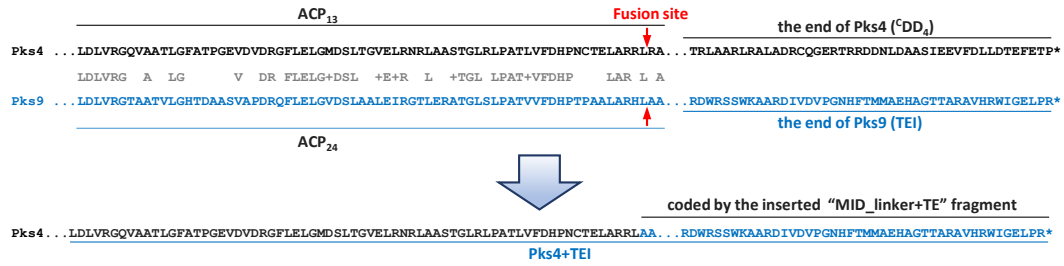 ACP13
Fusion site
the end of Pks4 (CDD4)
Pks4 ...LDLVRGQVAATLGFATPGEVDVDRGFLELGMDSLTGVELRNRLAASTGLRLPATLVFDHPNCTELARRLRA ...TRLAARLRALADRCQGERTRRDDNLDAASIEEVFDLLDTEFETP*
LDLVRG A LG V DR FLELG+DSL +E+R L +TGL LPAT+VFDHP LAR L A
Pks9 ...LDLVRGTAATVLGHTDAASVAPDRQFLELGVDSLAALEIRGTLERATGLSLPATVVFDHPTPAALARHLAA...RDWRSSWKAARDIVDVPGNHFTMMAEHAGTTARAVHRWIGELPR*
the end of Pks9 (TEI)
ACP24
coded by the inserted “MID_linker+TE” fragment
Pks4...LDLVRGQVAATLGFATPGEVDVDRGFLELGMDSLTGVELRNRLAASTGLRLPATLVFDHPNCTELARRLAA...RDWRSSWKAARDIVDVPGNHFTMMAEHAGTTARAVHRWIGELPR*
Pks4+TEI